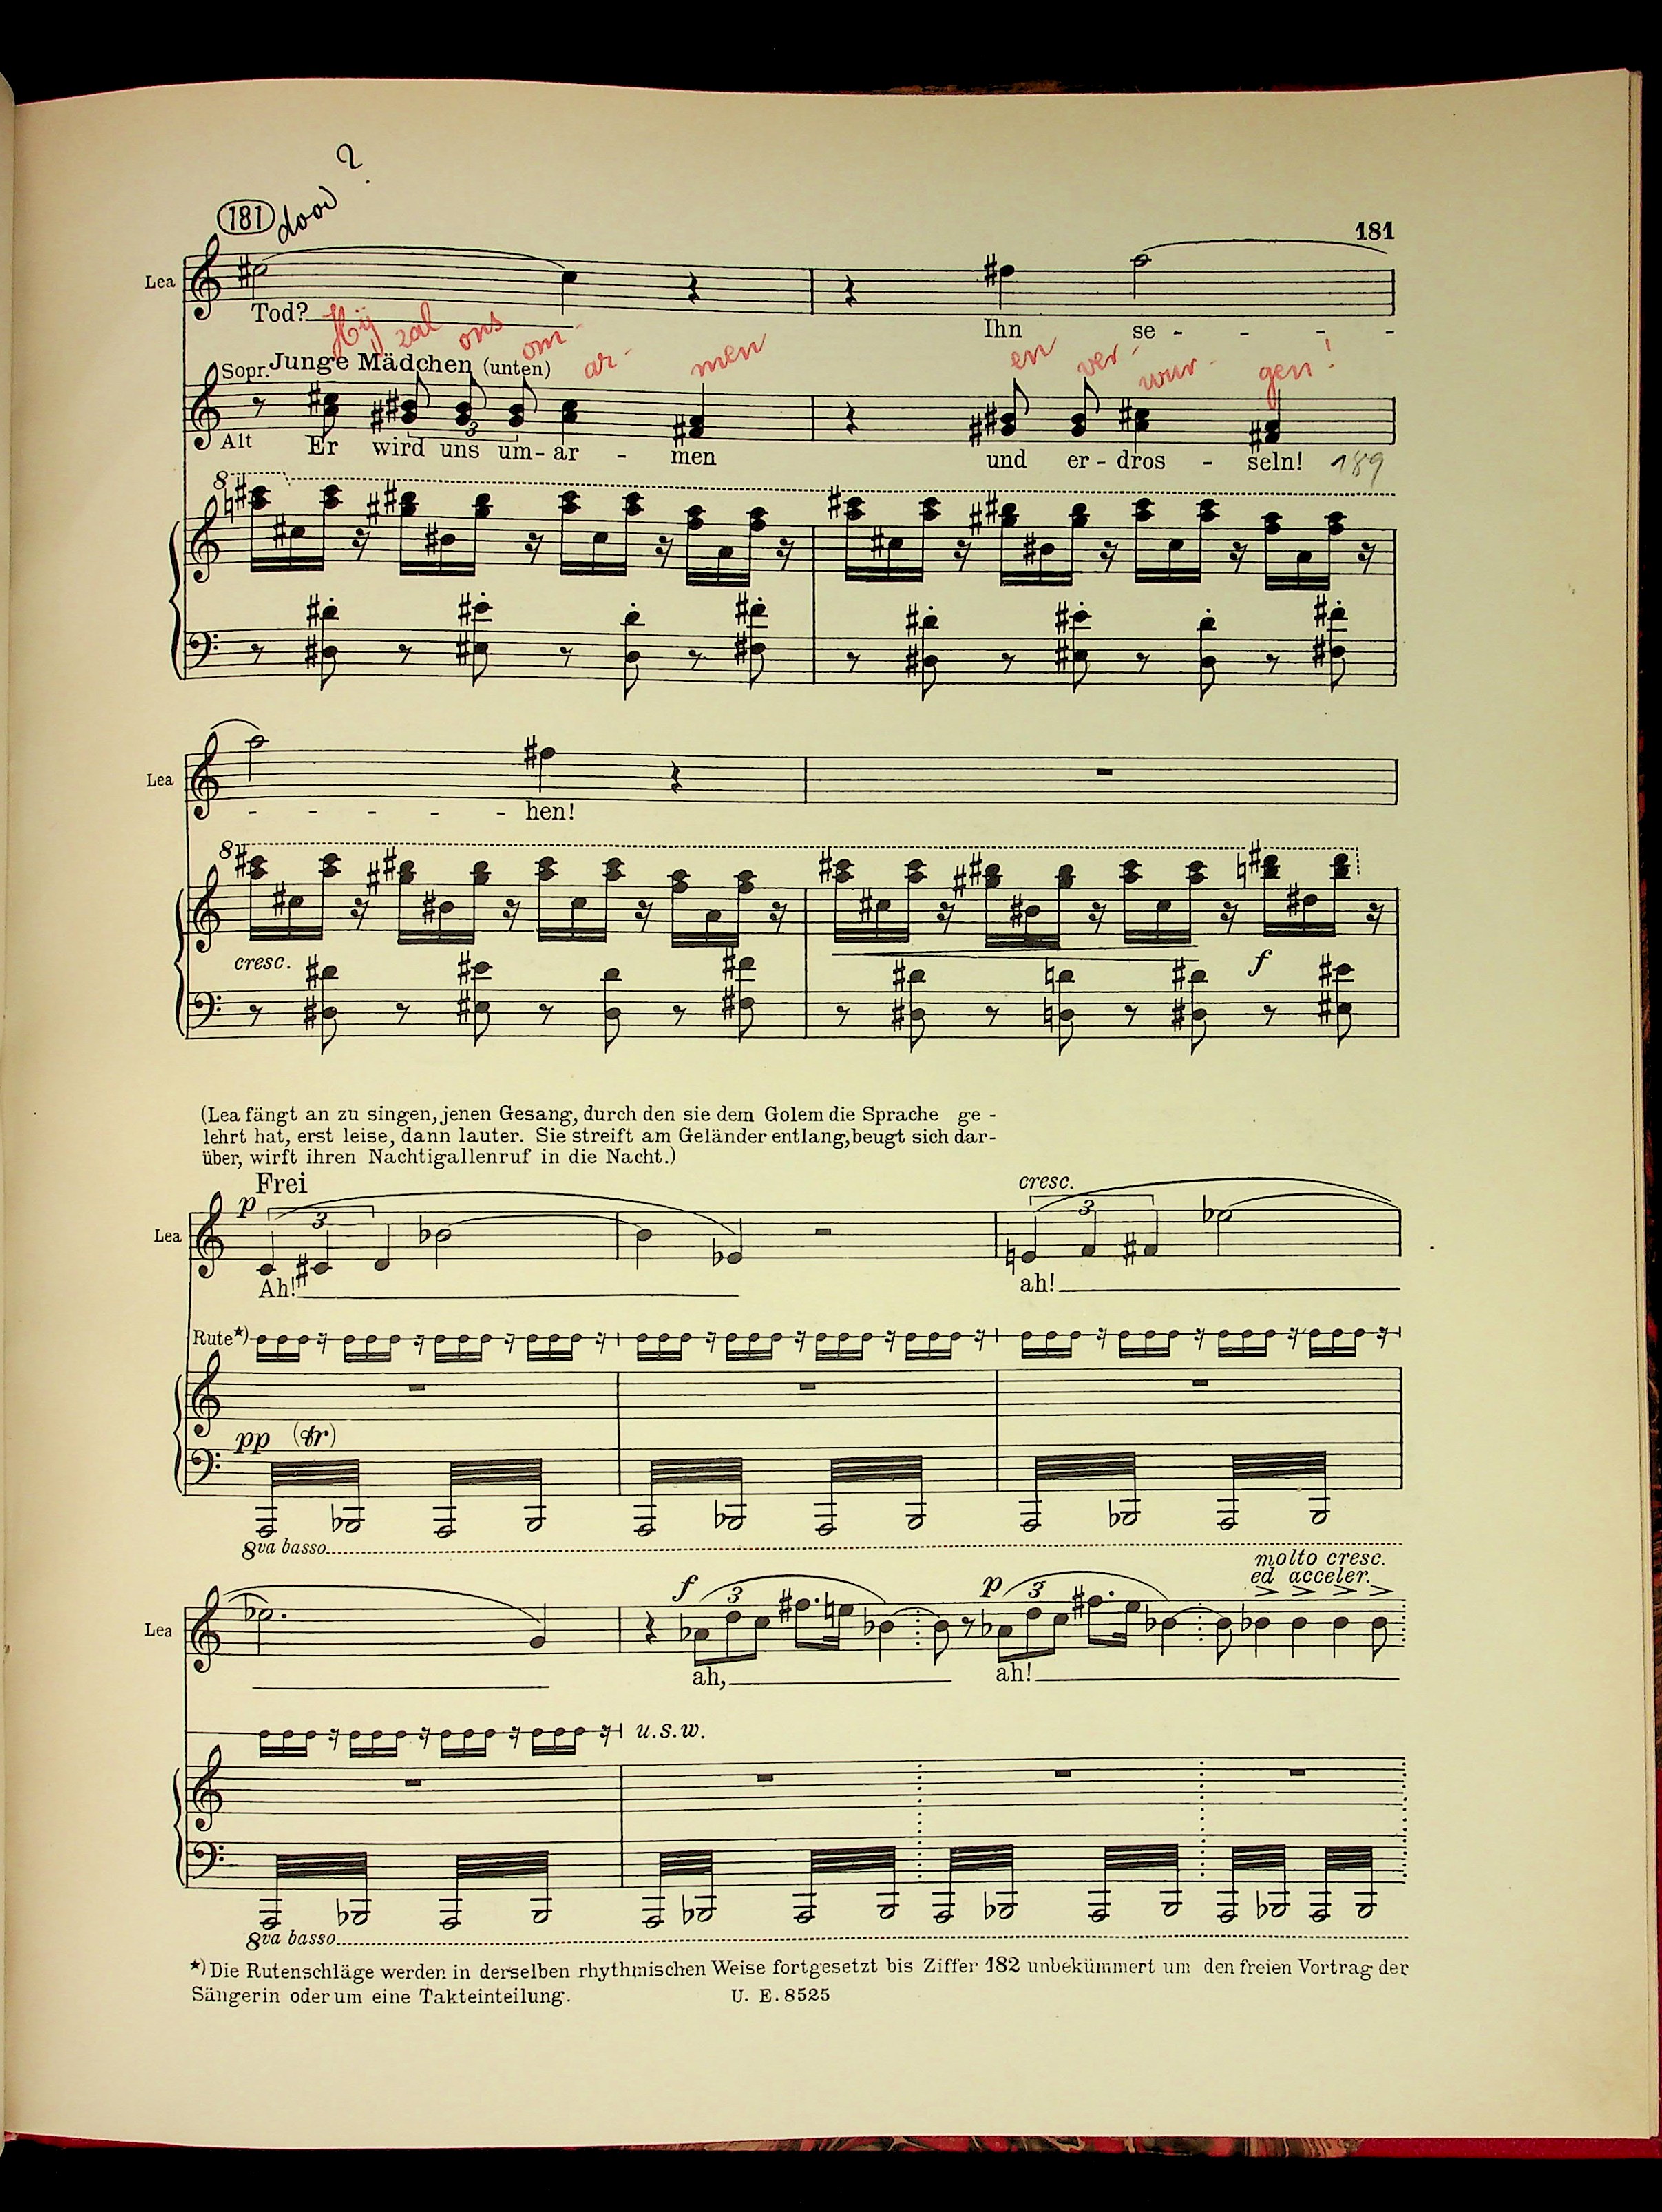 dood ?
181
181
Lea
Tod?
Ihn se - - - -
Hij zal ons om - ar - men en ver - wur - gen!
Sopr. Junge Mädchen (unten)
3
Alt Er wird uns um - ar - men und er - dros - seln! 189
8
Lea
- - - - - hen!
8
cresc. f
(Lea fängt an zu singen, jenen Gesang, durch den sie dem Golem die Sprache ge -
lehrt hat, erst leise, dann lauter. Sie streift am Geländer entlang, beugt sich dar-
über, wirft ihren Nachtigallenruf in die Nacht.)
Frei cresc.
p 3 3
Lea
Ah! ah!
Rute*)
pp (tr)
8va basso
molto cresc.
ed acceler.
f 3 p 3
Lea
ah, ah!
u.s.w.
8va basso
*) Die Rutenschläge werden in derselben rhythmischen Weise fortgesetzt bis Ziffer 182 unbekümmert um den freien Vortrag der
Sängerin oder um eine Takteinteilung. U. E. 8525